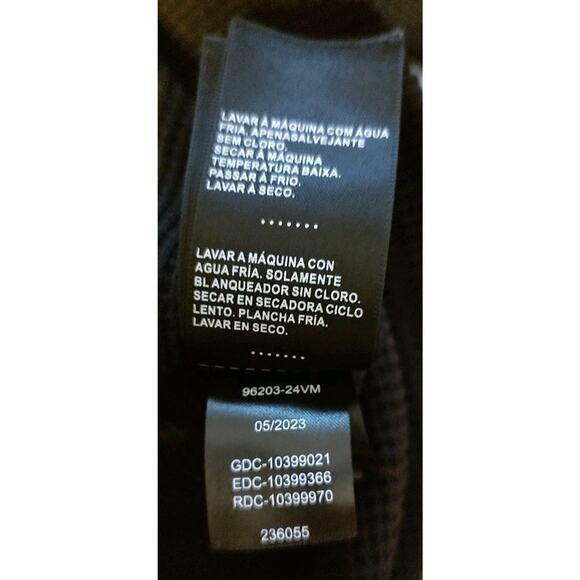 LAVAR À MÁQUINA COM ÁGUA
FRIA. APENASALVEJANTE
SEM CLORO.
SECAR À MÁQUINA
TEMPERATURA BAIXA.
PASSAR À FRIO.
LAVAR À SECO.
.......
LAVAR A MÁQUINA CON
AGUA FRÍA. SOLAMENTE
BLANQUEADOR SIN CLORO.
SECAR EN SECADORA CICLO
LENTO. PLANCHA FRÍA.
LAVAR EN SECO.
.......
96203-24VM
05/2023
GDC-10399021
EDC-10399366
RDC-10399970
236055